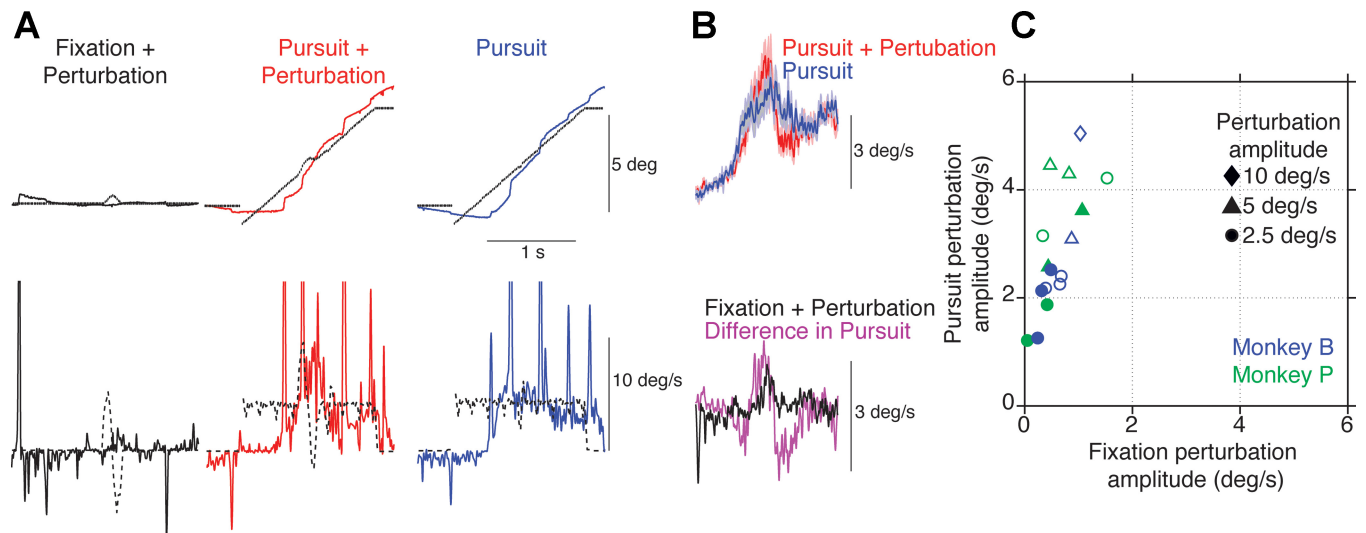 A
Fixation +
Perturbation
Pursuit +
Perturbation
Pursuit
5 deg
1 s
10 deg/s
B
Pursuit + Pertubation
Pursuit
3 deg/s
Fixation + Perturbation
Difference in Pursuit
3 deg/s
C
Pursuit perturbation
amplitude (deg/s)
6
4
2
0
Perturbation
amplitude
10 deg/s
5 deg/s
2.5 deg/s
Monkey B
Monkey P
0
2
4
6
Fixation perturbation
amplitude (deg/s)